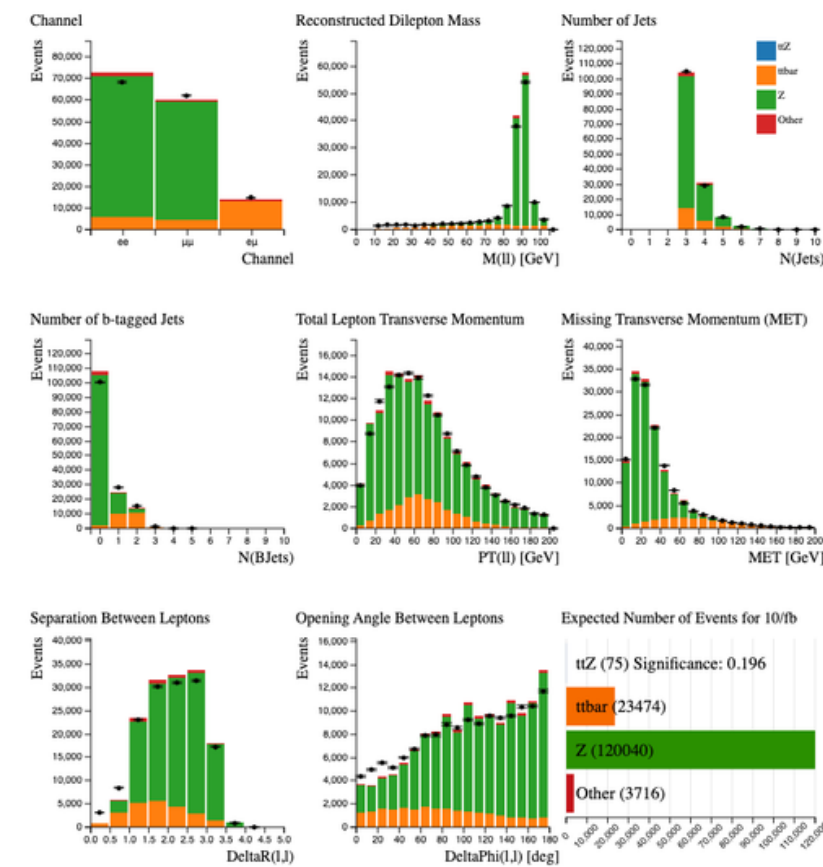 Channel
Events
80,000
70,000
60,000
50,000
40,000
30,000
20,000
10,000
0
ee μμ eμ
Channel
Reconstructed Dilepton Mass
Events
60,000
50,000
40,000
30,000
20,000
10,000
0
0 10 20 30 40 50 60 70 80 90 100
M(ll) [GeV]
Number of Jets
Events
120,000
110,000
100,000
90,000
80,000
70,000
60,000
50,000
40,000
30,000
20,000
10,000
0
0 1 2 3 4 5 6 7 8 9 10
N(Jets)
ttZ
ttbar
Z
Other
Number of b-tagged Jets
Events
120,000
110,000
100,000
90,000
80,000
70,000
60,000
50,000
40,000
30,000
20,000
10,000
0
0 1 2 3 4 5 6 7 8 9 10
N(BJets)
Total Lepton Transverse Momentum
Events
16,000
14,000
12,000
10,000
8,000
6,000
4,000
2,000
0
0 20 40 60 80 100 120 140 160 180 200
PT(ll) [GeV]
Missing Transverse Momentum (MET)
Events
40,000
35,000
30,000
25,000
20,000
15,000
10,000
5,000
0
0 20 40 60 80 100 120 140 160 180 200
MET [GeV]
Separation Between Leptons
Events
40,000
35,000
30,000
25,000
20,000
15,000
10,000
5,000
0
0.0 0.5 1.0 1.5 2.0 2.5 3.0 3.5 4.0 4.5 5.0
DeltaR(l,l)
Opening Angle Between Leptons
Events
16,000
14,000
12,000
10,000
8,000
6,000
4,000
2,000
0
0 20 40 60 80 100 120 140 160 180
DeltaPhi(l,l) [deg]
Expected Number of Events for 10/fb
ttZ (75) Significance: 0.196
ttbar (23474)
Z (120040)
Other (3716)
0 10,000 20,000 30,000 40,000 50,000 60,000 70,000 80,000 90,000 100,000 110,000